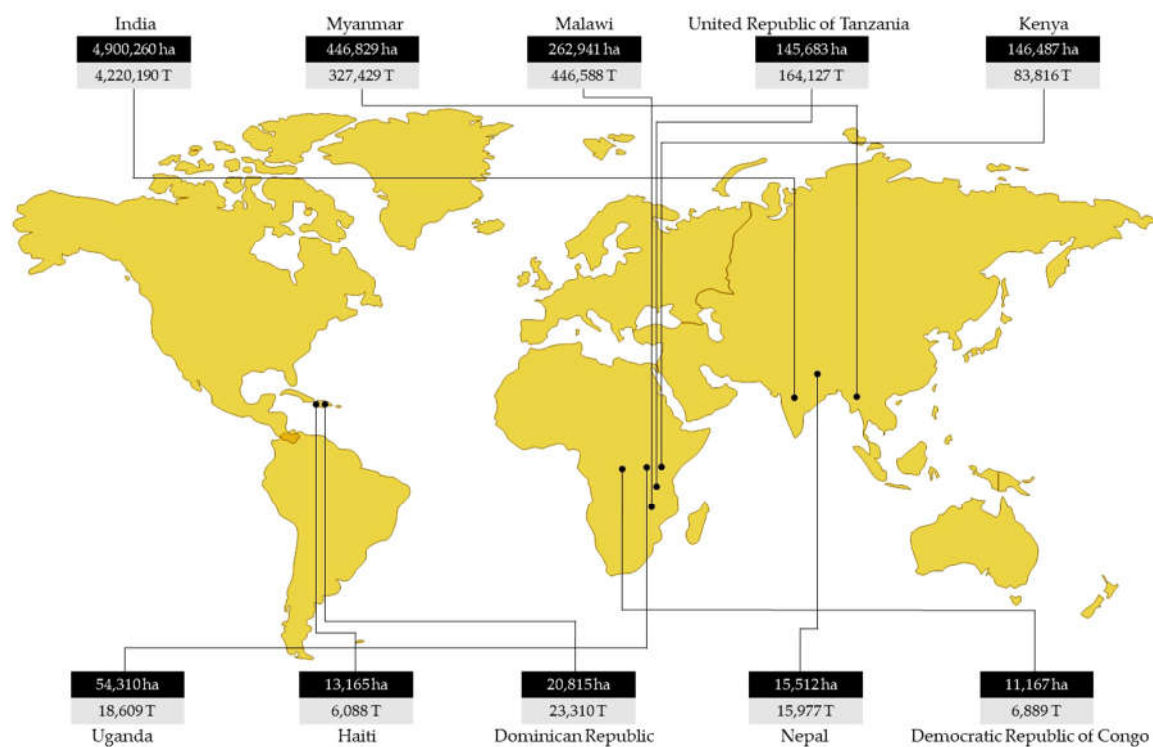 India
4,900,260 ha
4,220,190 T
Myanmar
446,829 ha
327,429 T
Malawi
262,941 ha
446,588 T
United Republic of Tanzania
145,683 ha
164,127 T
Kenya
146,487 ha
83,816 T
54,310 ha
18,609 T
Uganda
13,165 ha
6,088 T
Haiti
20,815 ha
23,310 T
Dominican Republic
15,512 ha
15,977 T
Nepal
11,167 ha
6,889 T
Democratic Republic of Congo